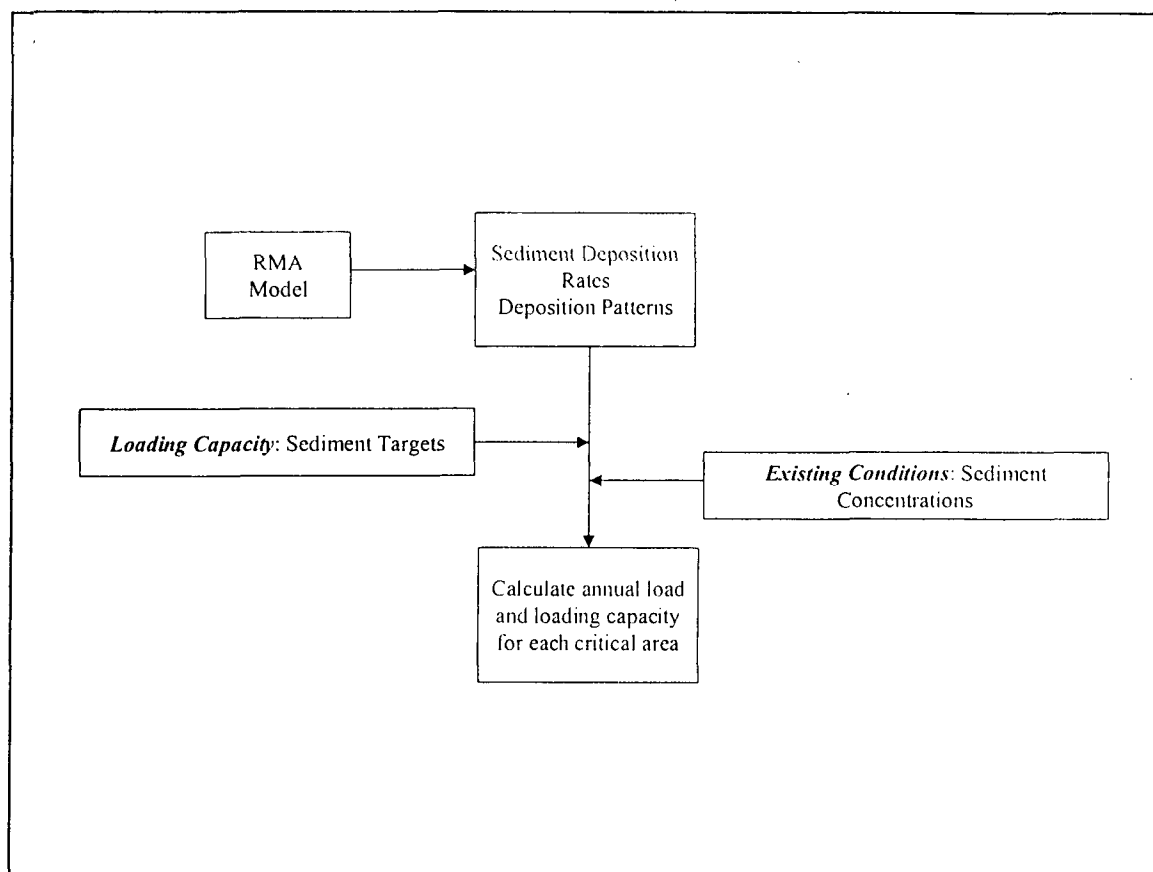 RMA
Model
Sediment Deposition
Rates
Deposition Patterns
Loading Capacity: Sediment Targets
Existing Conditions: Sediment
Concentrations
Calculate annual load
and loading capacity
for each critical area